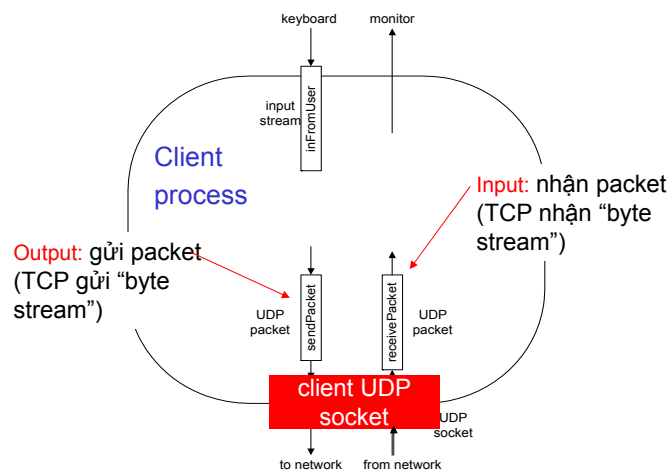 keyboard
monitor
input
stream
inFromUser
Client
process
Input: nhận packet
(TCP nhận “byte
stream”)
Output: gửi packet
(TCP gửi “byte
stream”)
UDP
packet
sendPacket
receivePacket
UDP
packet
client UDP
socket
UDP
socket
to network
from network